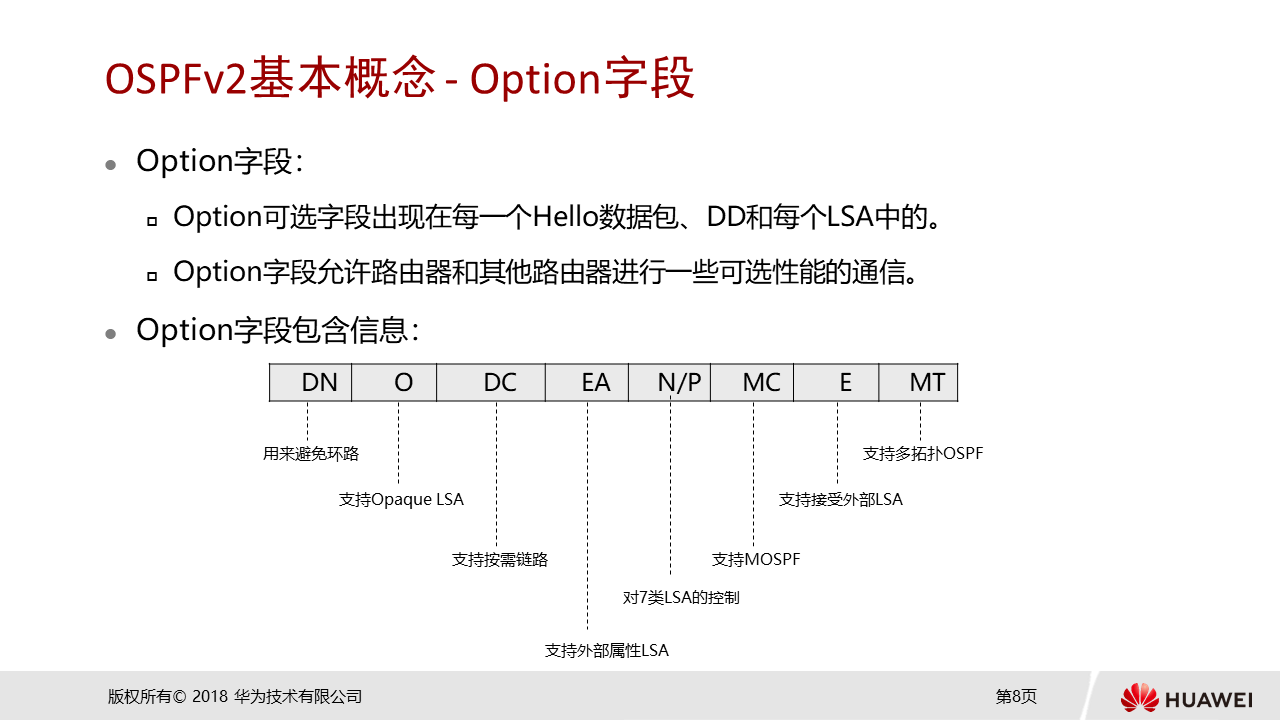 OSPFv2基本概念 - Option字段
Option字段：
Option可选字段出现在每一个Hello数据包、DD和每个LSA中的。
Option字段允许路由器和其他路由器进行一些可选性能的通信。
Option字段包含信息：
DN O DC EA N/P MC E MT
用来避免环路 支持多拓扑OSPF
支持Opaque LSA 支持接受外部LSA
支持按需链路 支持MOSPF
对7类LSA的控制
支持外部属性LSA
版权所有© 2018 华为技术有限公司 第8页 HUAWEI